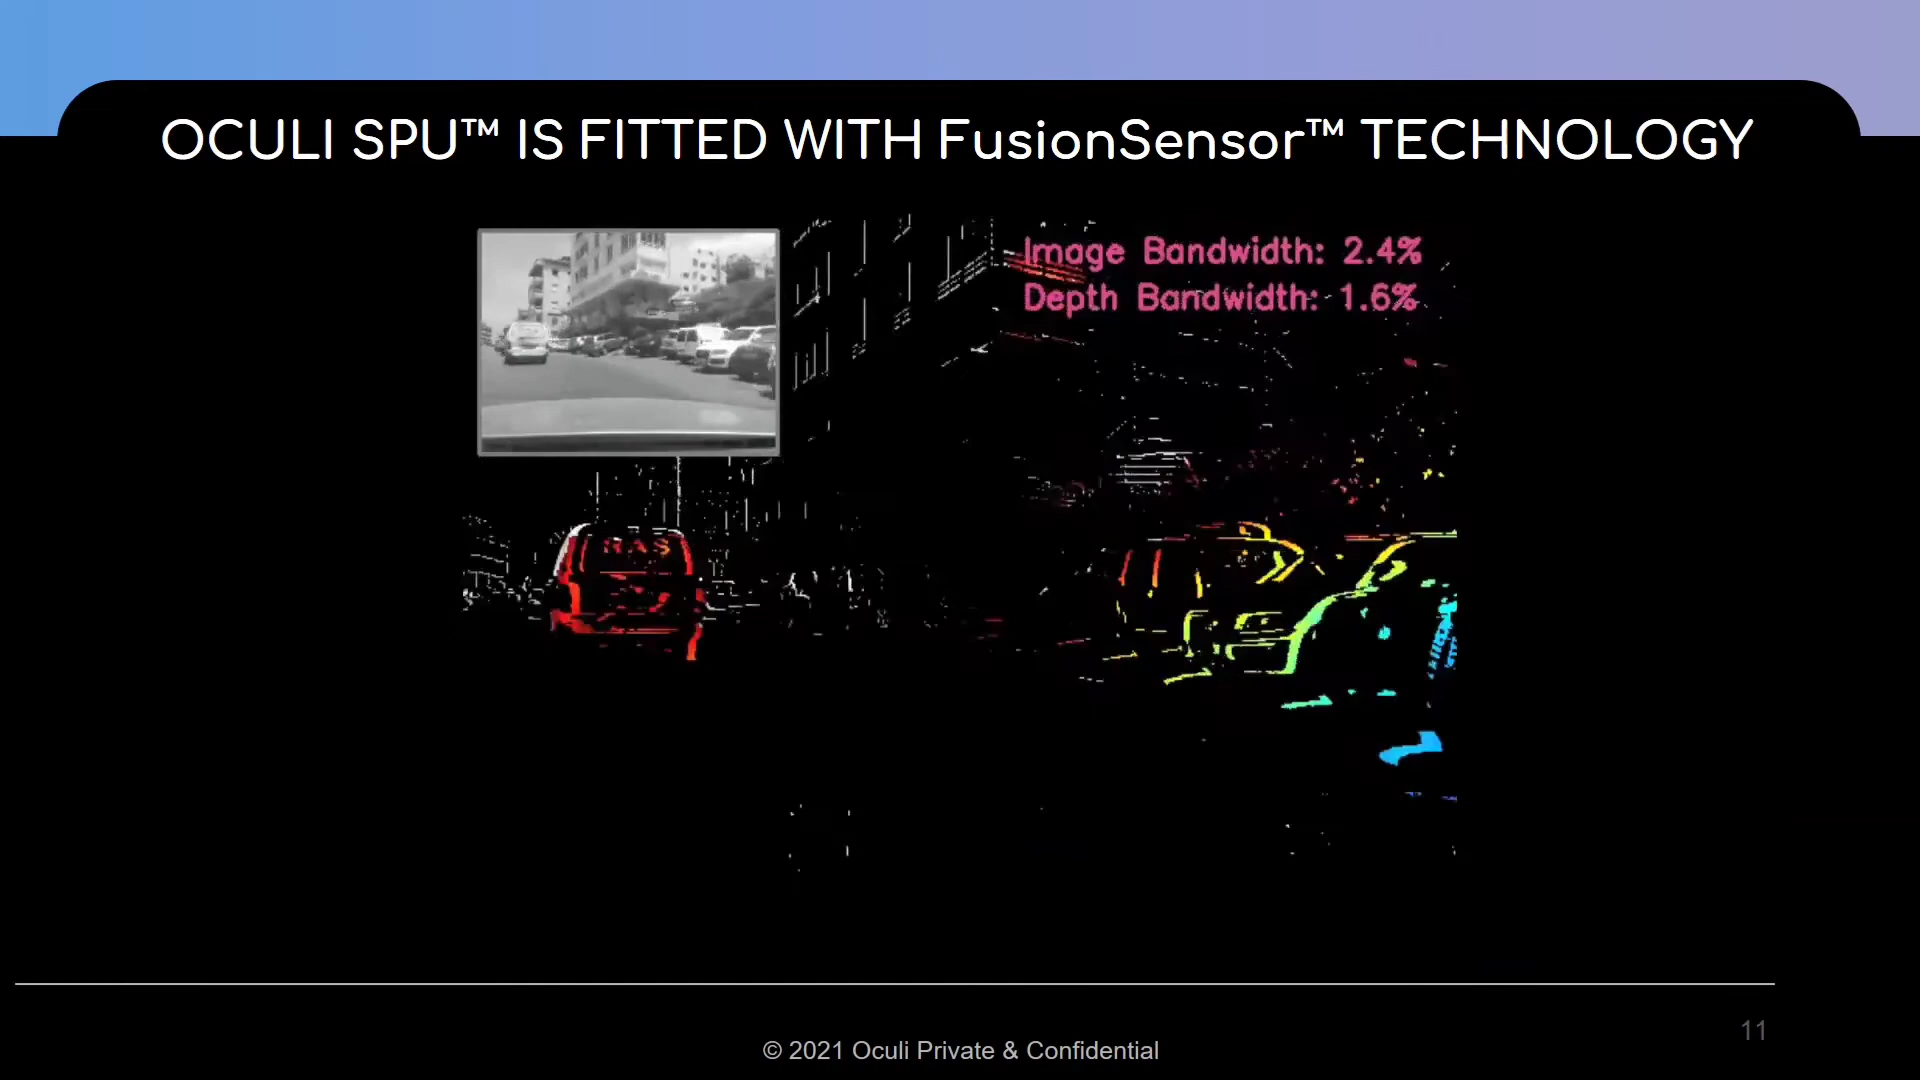 OCULI SPU™ IS FITTED WITH FusionSensor™ TECHNOLOGY
Image Bandwidth: 2.4%
Depth Bandwidth: 1.6%
© 2021 Oculi Private & Confidential
11